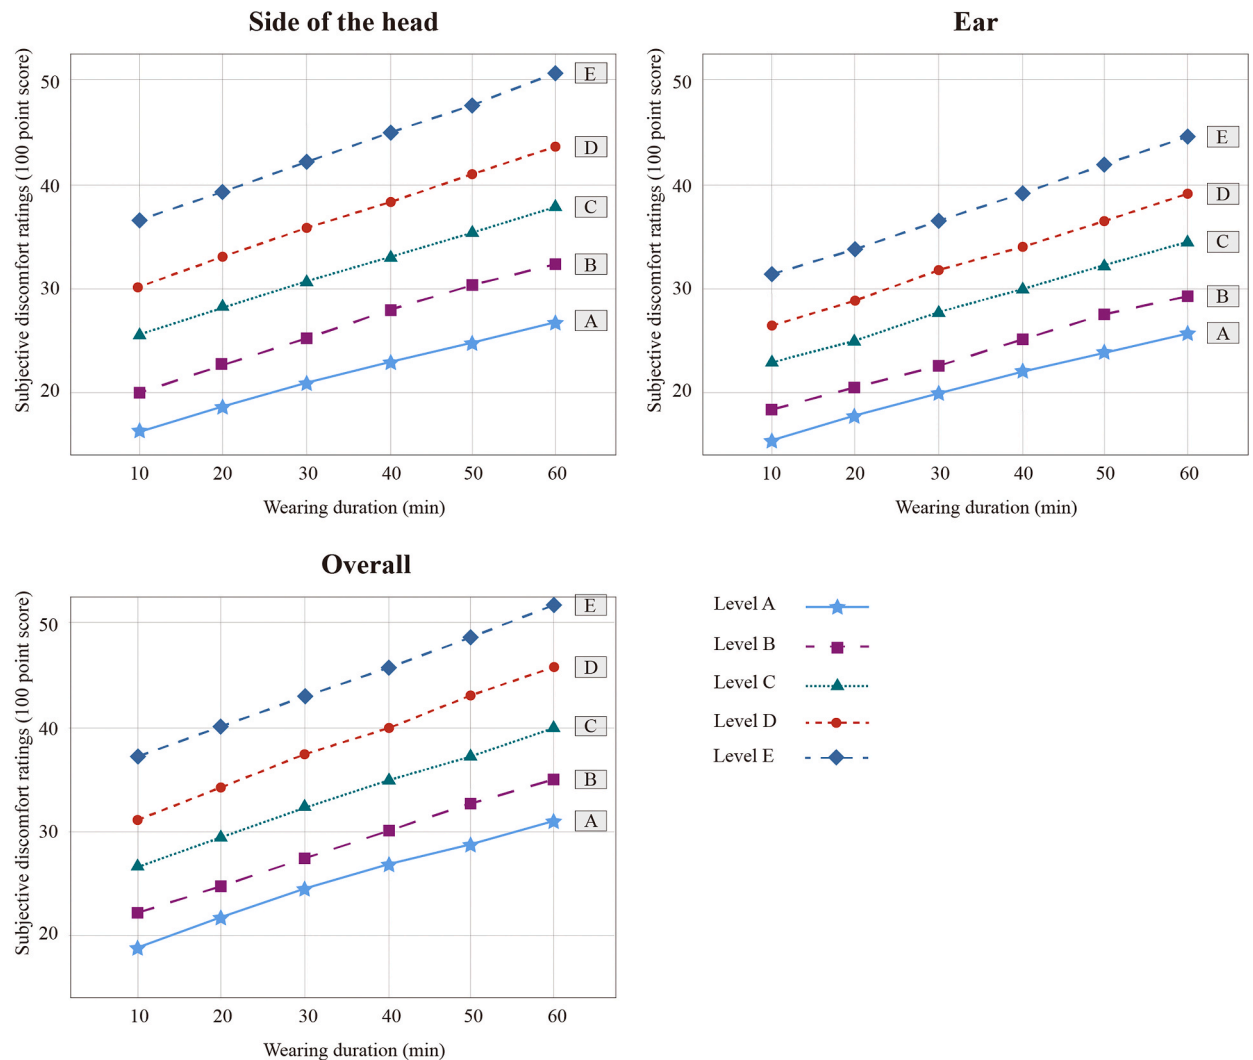 Side of the head
Subjective discomfort ratings (100 point score)
50
40
30
20
E
D
C
B
A
10 20 30 40 50 60
Wearing duration (min)
Ear
Subjective discomfort ratings (100 point score)
50
40
30
20
E
D
C
B
A
10 20 30 40 50 60
Wearing duration (min)
Overall
Subjective discomfort ratings (100 point score)
50
40
30
20
E
D
C
B
A
10 20 30 40 50 60
Wearing duration (min)
Level A
Level B
Level C
Level D
Level E